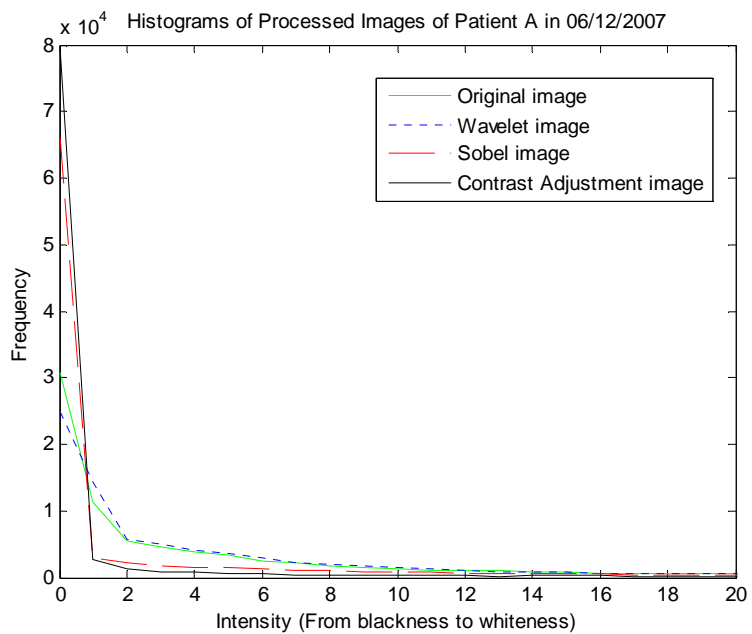 x 10^4 Histograms of Processed Images of Patient A in 06/12/2007
8
7
6
5
4
3
2
1
0
Frequency
Original image
Wavelet image
Sobel image
Contrast Adjustment image
0 2 4 6 8 10 12 14 16 18 20
Intensity (From blackness to whiteness)